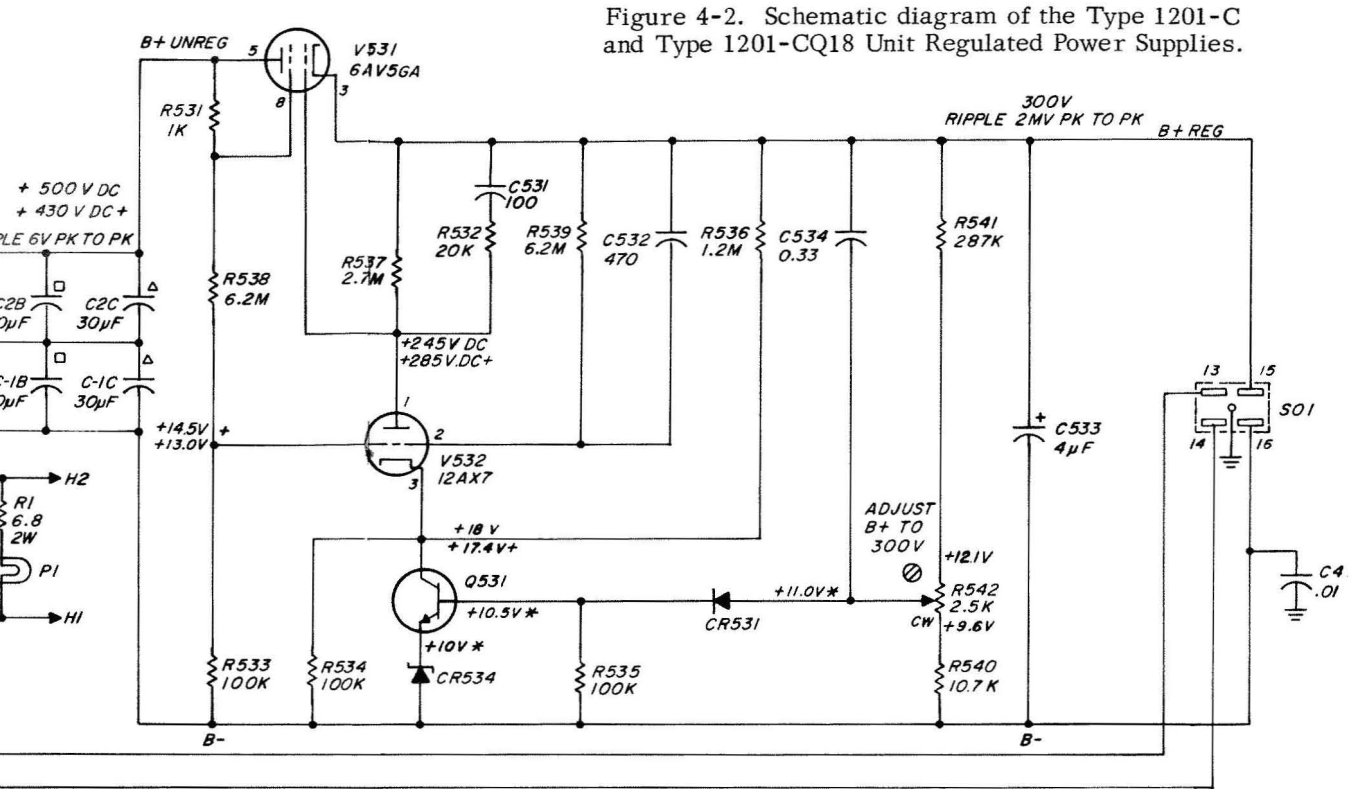 Figure 4-2. Schematic diagram of the Type 1201-C
and Type 1201-CQ18 Unit Regulated Power Supplies.
B+ UNREG
5
V531
6AV5GA
8
3
R531
1K
300V
RIPPLE 2MV PK TO PK
B+ REG
+ 500 V DC
+ 430 V DC+
PLE 6V PK TO PK
C531
100
R532
20K
R539
6.2M
C532
470
R536
1.2M
C534
0.33
R541
287K
R537
2.7M
R538
6.2M
C2B
0µF
C2C
30µF
+245V DC
+285V.DC+
C-1B
0µF
C-1C
30µF
+14.5V +
+13.0V
1
2
V532
12AX7
3
13
15
SO1
14
16
+
C533
4µF
H2
R1
6.8
2W
P1
H1
+18 V
+17.4V+
ADJUST
B+ TO
300V
+12.1V
Q531
+10.5V*
+11.0V*
CR531
R542
2.5K
CW
+9.6V
C4
.01
+10V*
CR534
R533
100K
R534
100K
R535
100K
R540
10.7K
B-
B-